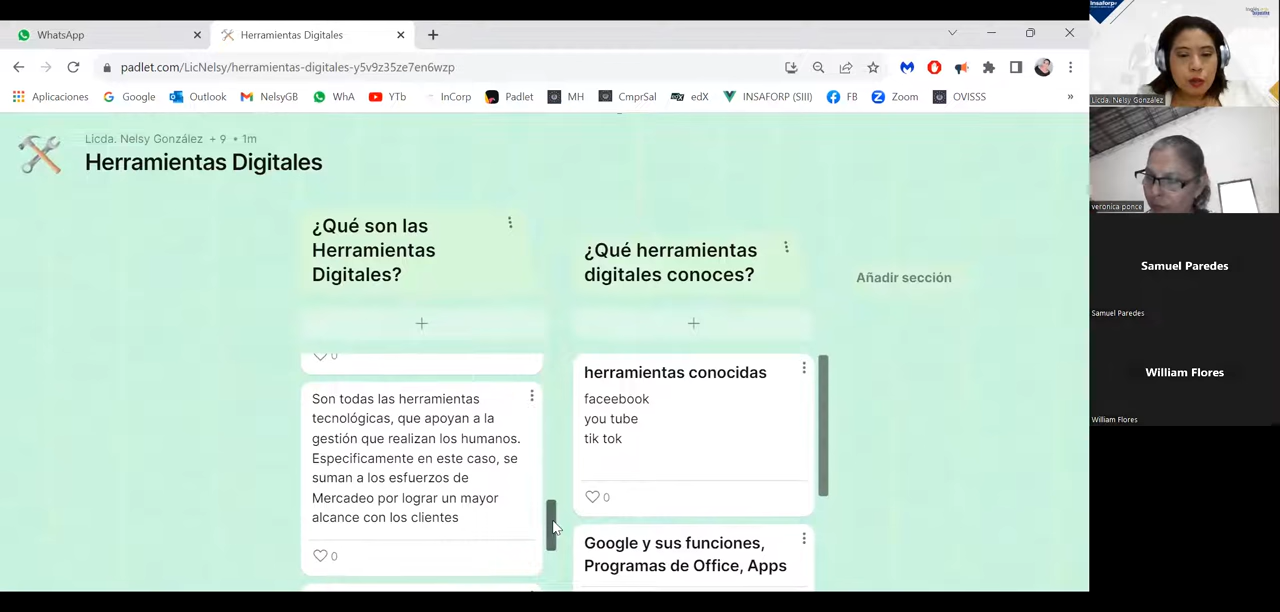 WhatsApp
Herramientas Digitales
padlet.com/LicNelsy/herramientas-digitales-y5v9z35ze7en6wzp
Aplicaciones
Google
Outlook
NelsyGB
WhA
YTb
InCorp
Padlet
MH
CmprSal
edX
INSAFORP (SIII)
FB
Zoom
OVISSS
»
Licda. Nelsy González + 9 • 1m
Herramientas Digitales
¿Qué son las
Herramientas
Digitales?
0
Son todas las herramientas
tecnológicas, que apoyan a la
gestión que realizan los humanos.
Especificamente en este caso, se
suman a los esfuerzos de
Mercadeo por lograr un mayor
alcance con los clientes
0
¿Qué herramientas
digitales conoces?
herramientas conocidas
faceebook
you tube
tik tok
0
Google y sus funciones,
Programas de Office, Apps
Añadir sección
Insaforp
Licda. Nelsy González
veronica ponce
Samuel Paredes
Samuel Paredes
William Flores
William Flores